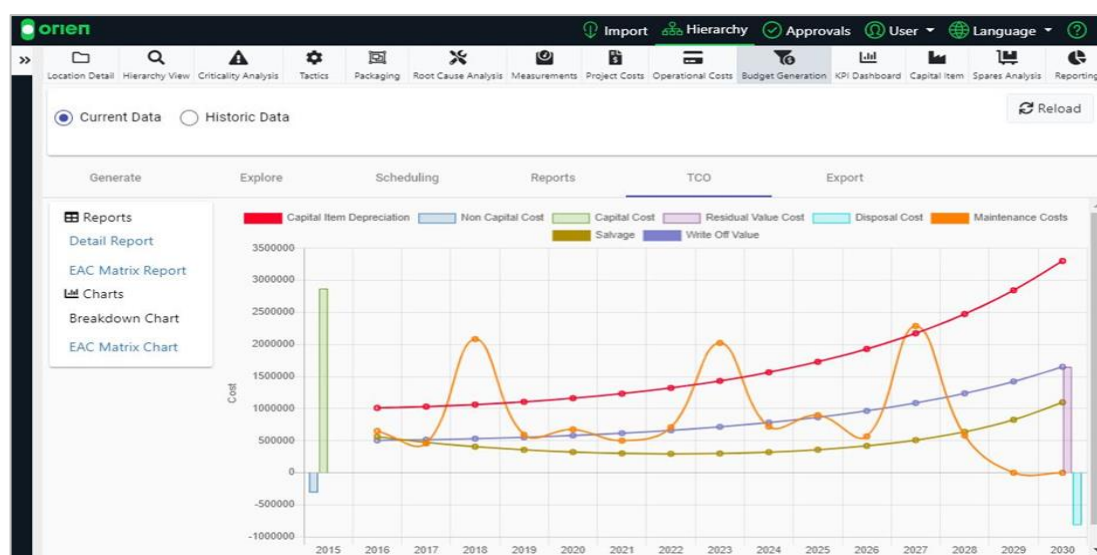 orien
Import Hierarchy Approvals User Language ?
»
Location Detail Hierarchy View Criticality Analysis Tactics Packaging Root Cause Analysis Measurements Project Costs Operational Costs Budget Generation KPI Dashboard Capital Item Spares Analysis Reporting
Current Data Historic Data Reload
Generate Explore Scheduling Reports TCO Export
Reports
Detail Report
EAC Matrix Report
Charts
Breakdown Chart
EAC Matrix Chart
Capital Item Depreciation Non Capital Cost Capital Cost Residual Value Cost Disposal Cost Maintenance Costs
Salvage Write Off Value
Cost
3500000
3000000
2500000
2000000
1500000
1000000
500000
0
-500000
-1000000
2015 2016 2017 2018 2019 2020 2021 2022 2023 2024 2025 2026 2027 2028 2029 2030